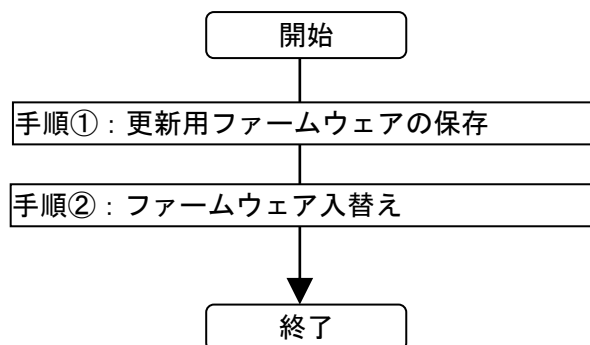 開始
手順①：更新用ファームウェアの保存
手順②：ファームウェア入替え
終了